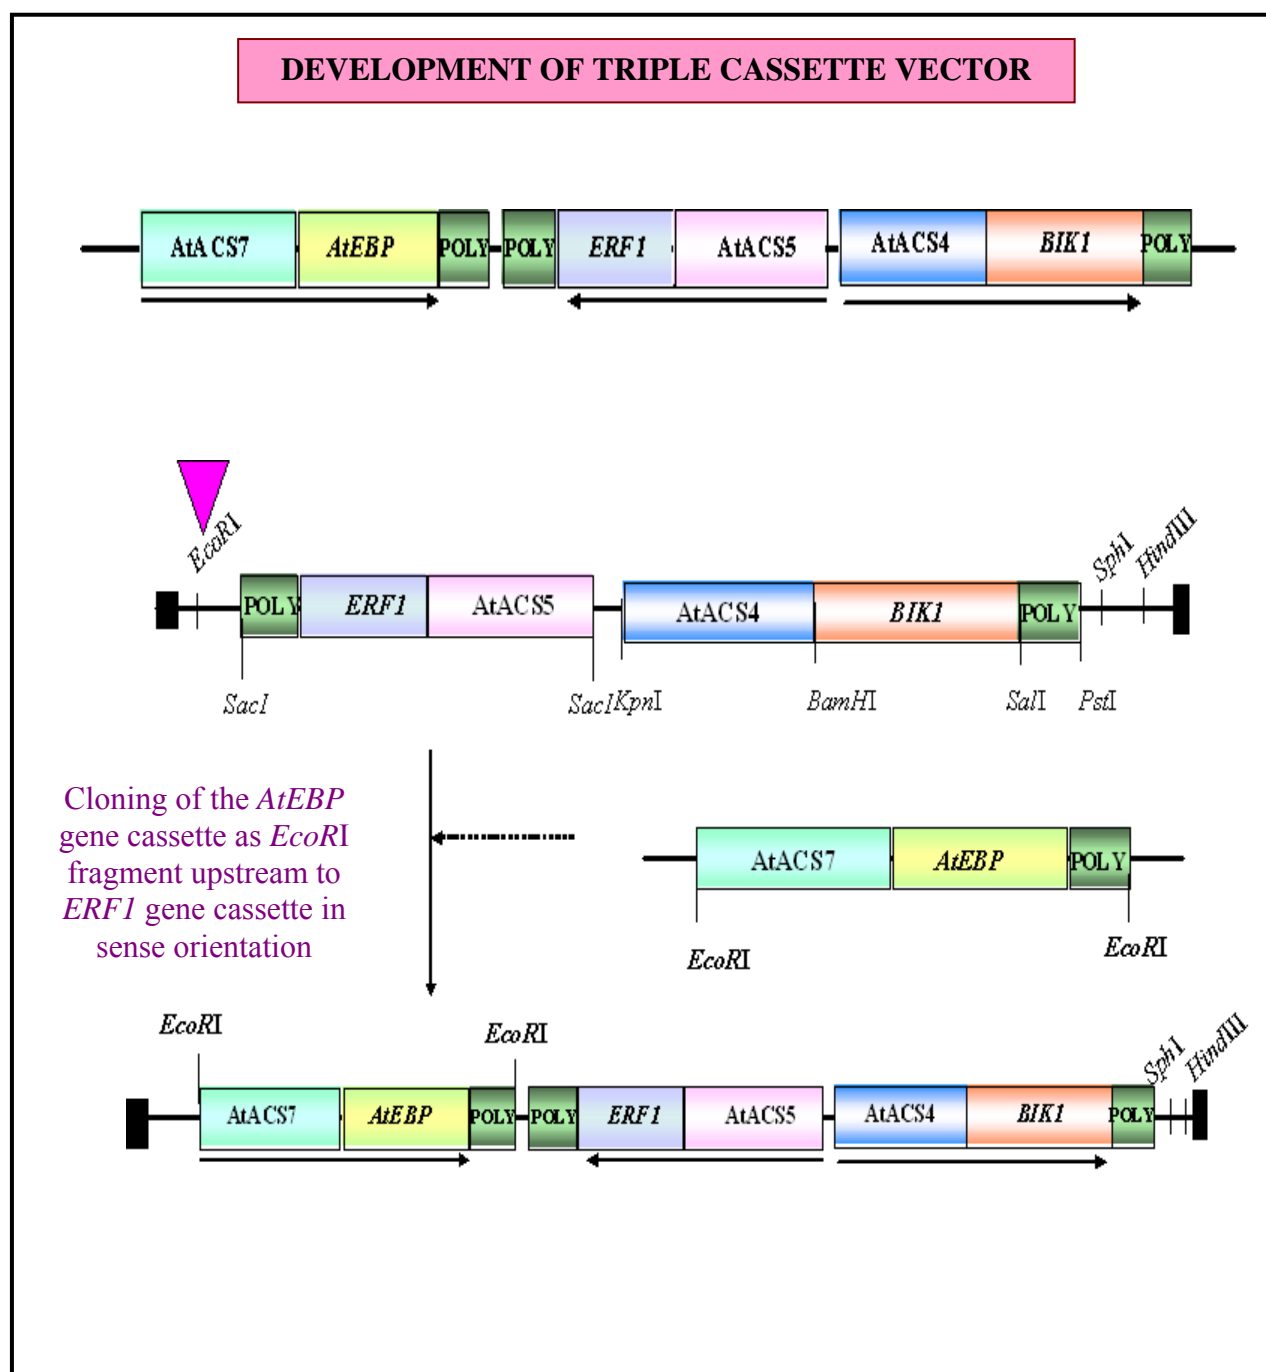 DEVELOPMENT OF TRIPLE CASSETTE VECTOR
AtACS7 AtEBP POLY POLY ERF1 AtACS5 AtACS4 BIK1 POLY
EcoRI SphI HindIII
POLY ERF1 AtACS5 AtACS4 BIK1 POLY
SacI SacI KpnI BamHI SalI PstI
Cloning of the AtEBP
gene cassette as EcoRI
fragment upstream to
ERF1 gene cassette in
sense orientation
AtACS7 AtEBP POLY
EcoRI EcoRI
EcoRI EcoRI SphI HindIII
AtACS7 AtEBP POLY POLY ERF1 AtACS5 AtACS4 BIK1 POLY